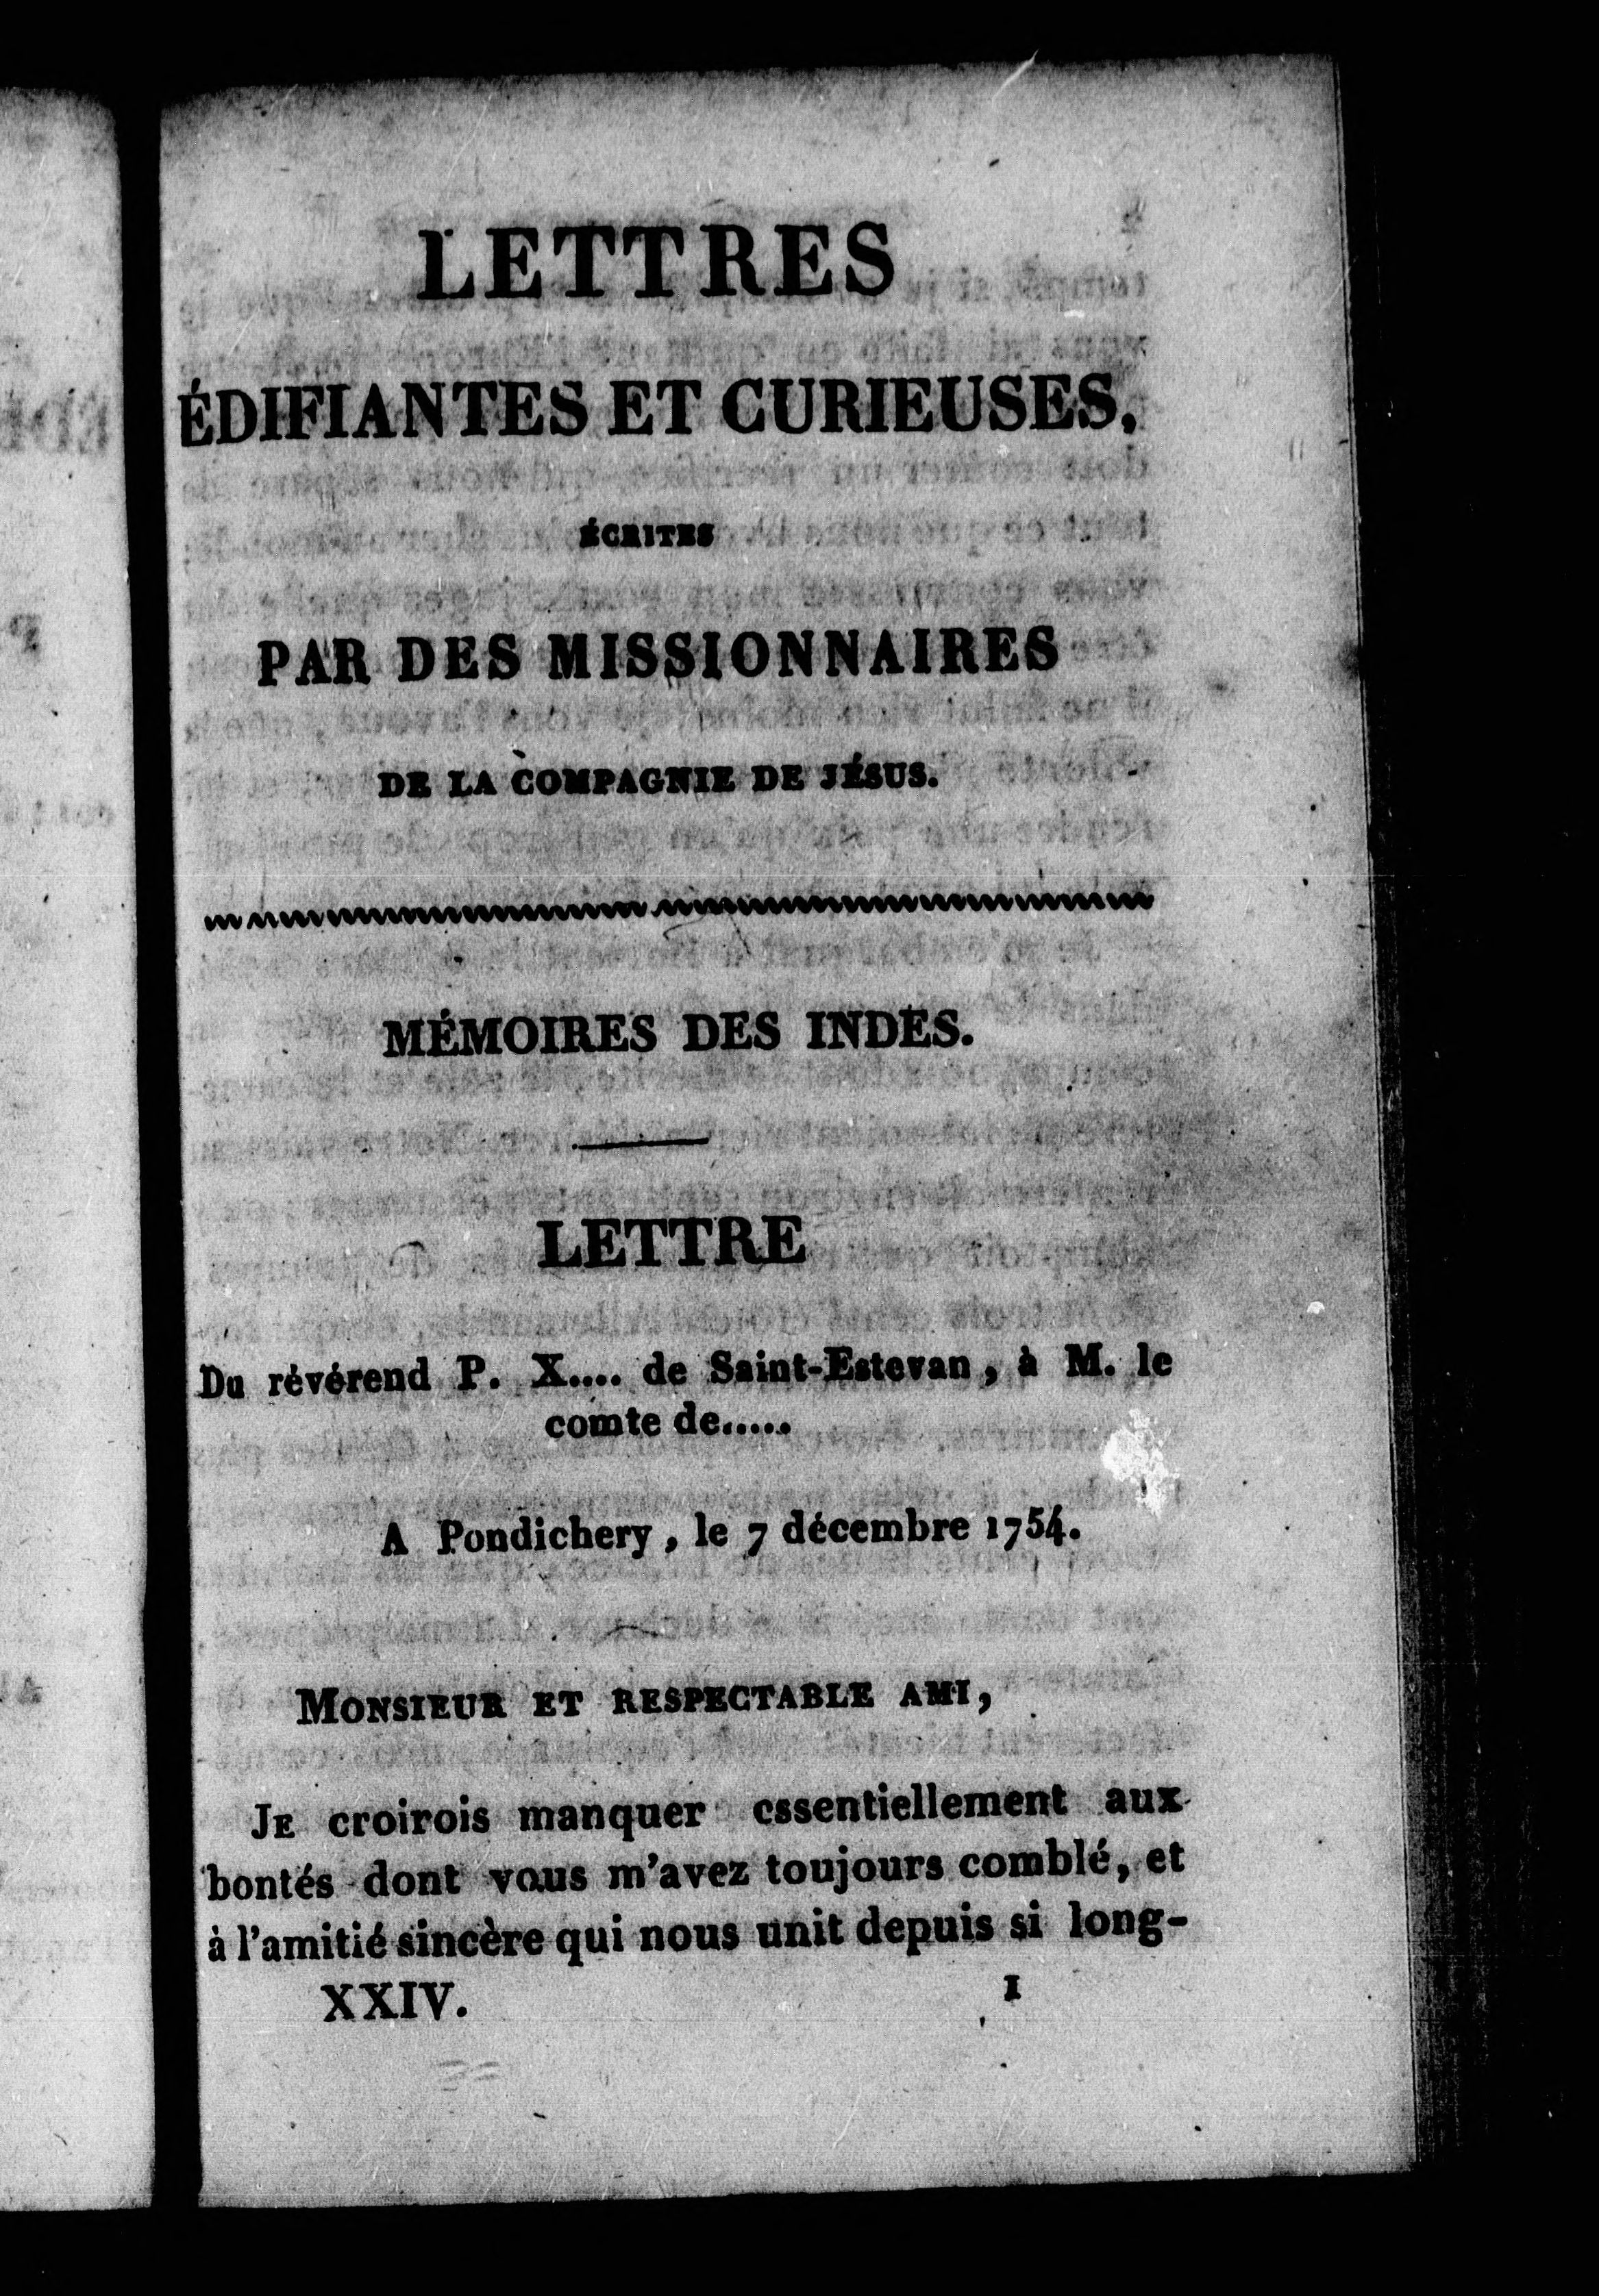 LETTRES
ÉDIFIANTES ET CURIEUSES,
ÉCRITES
PAR DES MISSIONNAIRES
DE LA COMPAGNIE DE JÉSUS.
MÉMOIRES DES INDES.
LETTRE
Du révérend P. X.... de Saint-Estevan, à M. le
comte de.....
A Pondichery, le 7 décembre 1754.
MONSIEUR ET RESPECTABLE AMI,
JE croirois manquer essentiellement aux
bontés dont vous m'avez toujours comblé, et
à l'amitié sincère qui nous unit depuis si long-
XXIV. 1